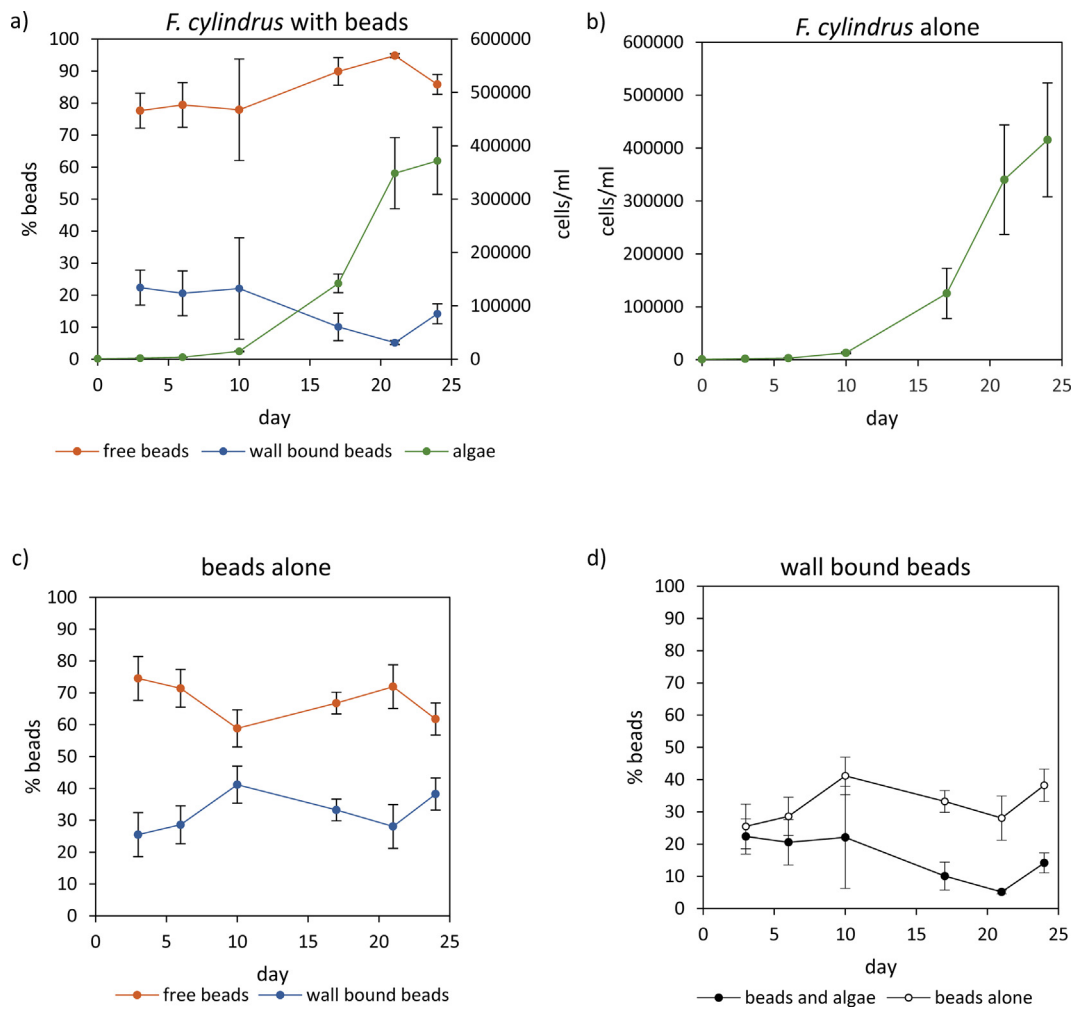 a)
F. cylindrus with beads
100
90
80
70
60
50
40
30
20
10
0
% beads
600000
500000
400000
300000
200000
100000
0
cells/ml
0 5 10 15 20 25
day
free beads wall bound beads algae
b)
F. cylindrus alone
600000
500000
400000
300000
200000
100000
0
cells/ml
0 5 10 15 20 25
day
c)
beads alone
100
90
80
70
60
50
40
30
20
10
0
% beads
0 5 10 15 20 25
day
free beads wall bound beads
d)
wall bound beads
100
90
80
70
60
50
40
30
20
10
0
% beads
0 5 10 15 20 25
day
beads and algae beads alone